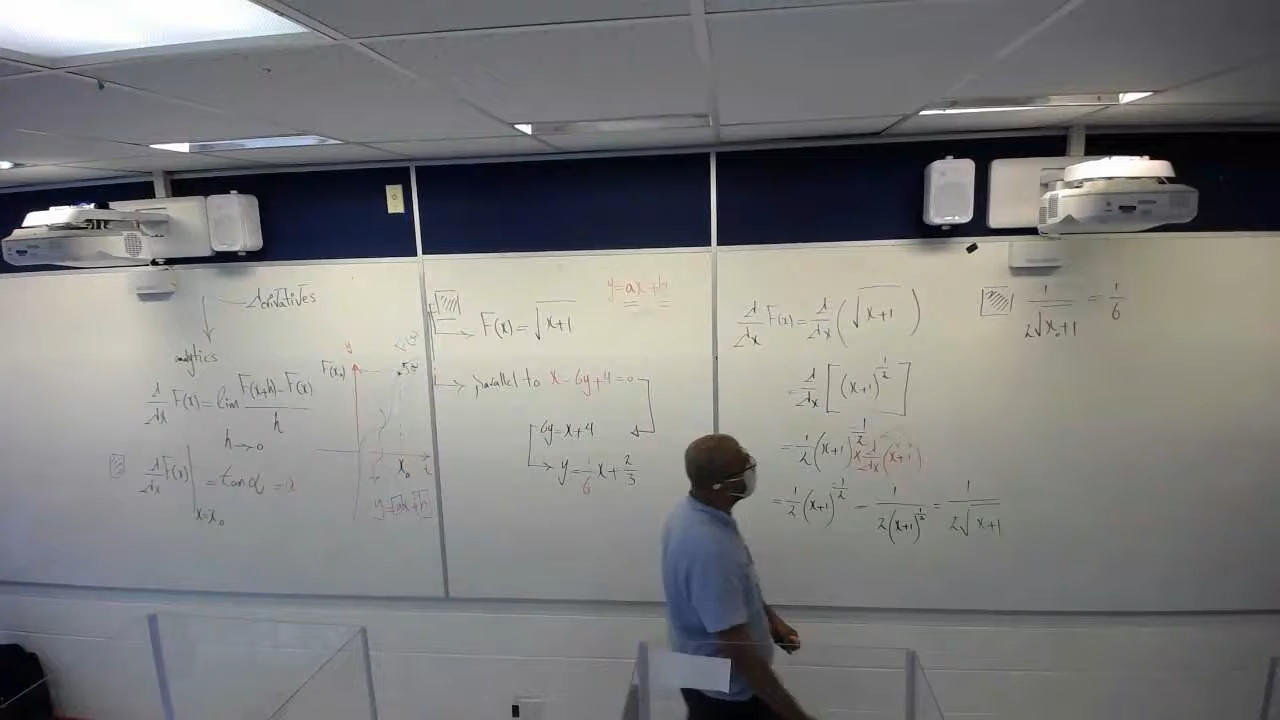 Derivatives
analytics
d/dx F(x) = lim F(x+h) - F(x) / h
h→0
d/dx F(x) | x=x₀ = tan α = a
y
F(x₀)
x₀
y = ax+b
y = ax+b
F(x) = √x+1
parallel to x - 6y + 4 = 0
6y = x+4
y = 1/6 x + 2/3
d/dx F(x) = d/dx (√x+1)
= d/dx [(x+1)^1/2]
= 1/2 (x+1)^-1/2 × d/dx (x+1)
= 1/2 (x+1)^-1/2 = 1/2(x+1)^1/2 = 1/2√x+1
1/2√x₀+1 = 1/6